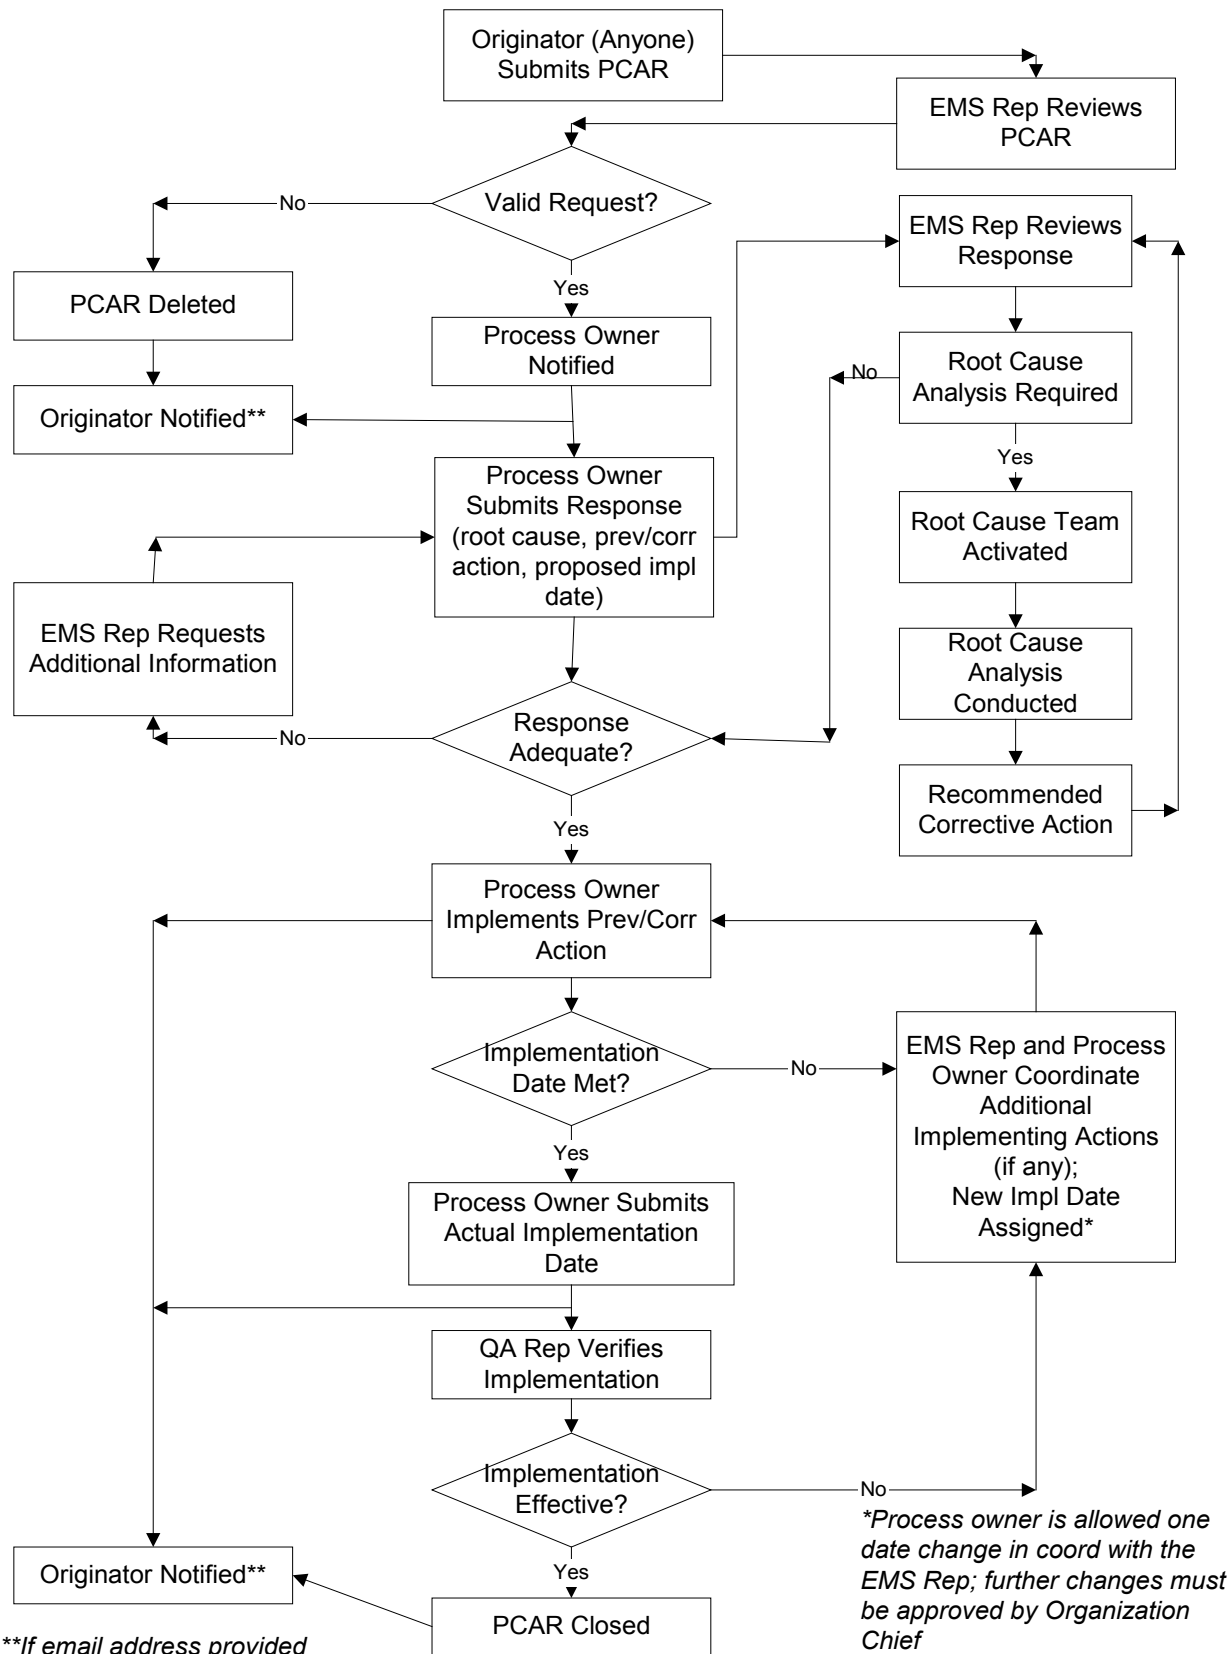 Originator (Anyone)
Submits PCAR
EMS Rep Reviews
PCAR
Valid Request?
No
Yes
PCAR Deleted
Process Owner
Notified
Originator Notified**
EMS Rep Reviews
Response
Root Cause
Analysis Required
No
Yes
Process Owner
Submits Response
(root cause, prev/corr
action, proposed impl
date)
Root Cause Team
Activated
EMS Rep Requests
Additional Information
Root Cause
Analysis
Conducted
Response
Adequate?
No
Yes
Recommended
Corrective Action
Process Owner
Implements Prev/Corr
Action
Implementation
Date Met?
No
Yes
EMS Rep and Process
Owner Coordinate
Additional
Implementing Actions
(if any);
New Impl Date
Assigned*
Process Owner Submits
Actual Implementation
Date
QA Rep Verifies
Implementation
Implementation
Effective?
No
Yes
*Process owner is allowed one
date change in coord with the
EMS Rep; further changes must
be approved by Organization
Chief
Originator Notified**
PCAR Closed
**If email address provided